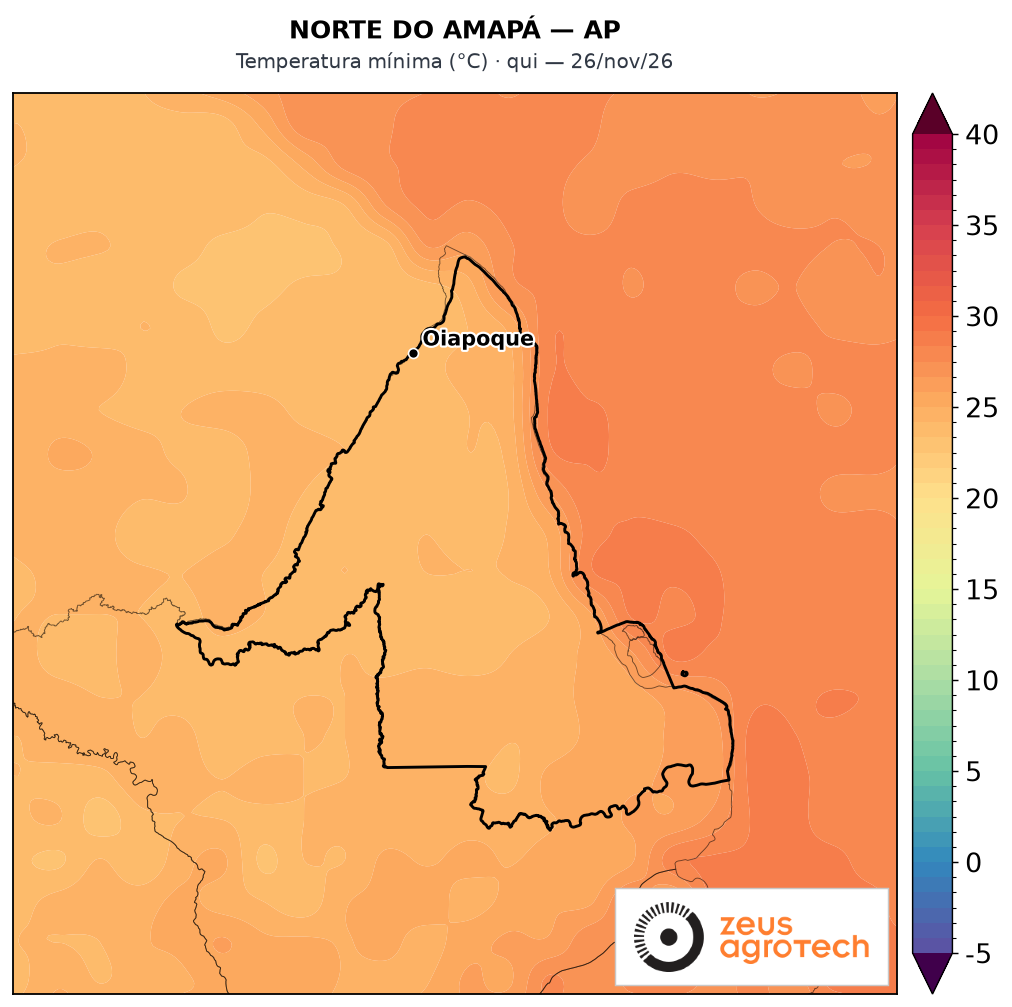 NORTE DO AMAPÁ — AP
Temperatura mínima (°C) · qui — 26/nov/26
Oiapoque
40
35
30
25
20
15
10
5
0
-5
zeus
agrotech